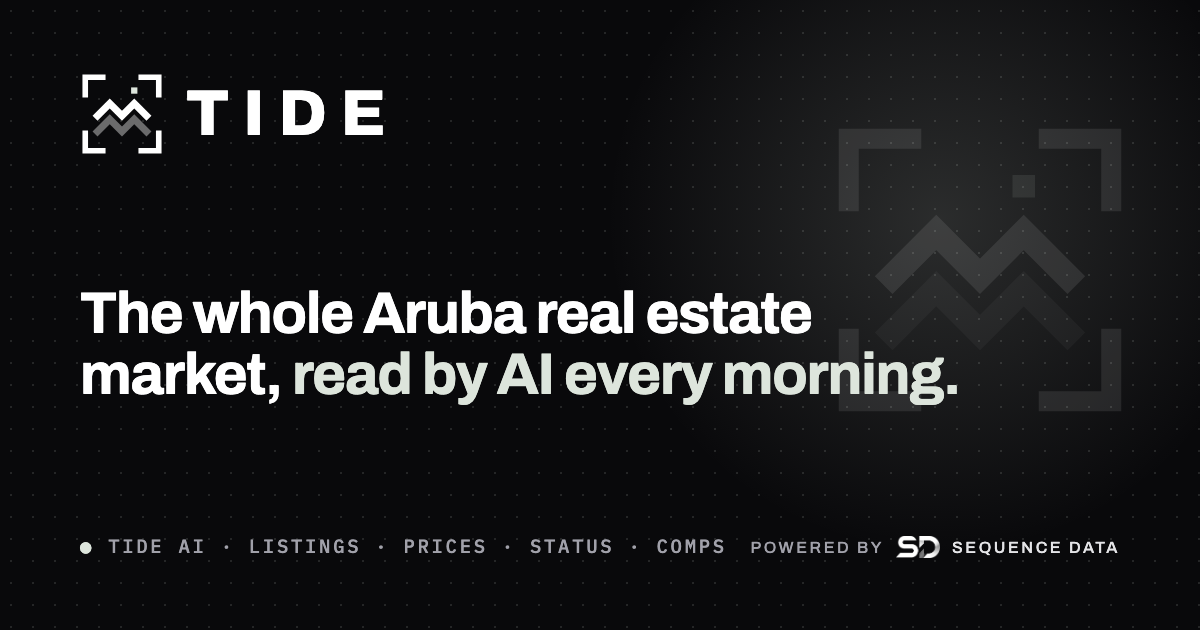 TIDE
The whole Aruba real estate
market, read by AI every morning.
TIDE AI · LISTINGS · PRICES · STATUS · COMPS POWERED BY SD SEQUENCE DATA